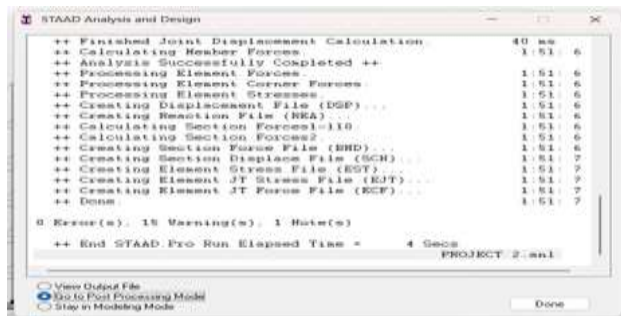 STAAD Analysis and Design
++ Finished Joint Displacement Calculation. 40 ms
++ Calculating Member Forces. 1:51: 6
++ Analysis Successfully Completed ++
++ Processing Element Forces. 1:51: 6
++ Processing Element Corner Forces. 1:51: 6
++ Processing Element Stresses. 1:51: 6
++ Creating Displacement File (DSP)... 1:51: 6
++ Creating Reaction File (REA)... 1:51: 6
++ Calculating Section Forces1-110. 1:51: 6
++ Calculating Section Forces2. 1:51: 6
++ Creating Section Force File (BMD)... 1:51: 6
++ Creating Section Displace File (SCN)... 1:51: 7
++ Creating Element Stress File (EST)... 1:51: 7
++ Creating Element JT Stress File (EJT)... 1:51: 7
++ Creating Element JT Force File (ECF)... 1:51: 7
++ Done. 1:51: 7
0 Error(s), 15 Warning(s), 1 Note(s)
++ End STAAD.Pro Run Elapsed Time = 4 Secs
PROJECT 2.anl
View Output File
Go to Post Processing Mode
Stay in Modeling Mode
Done